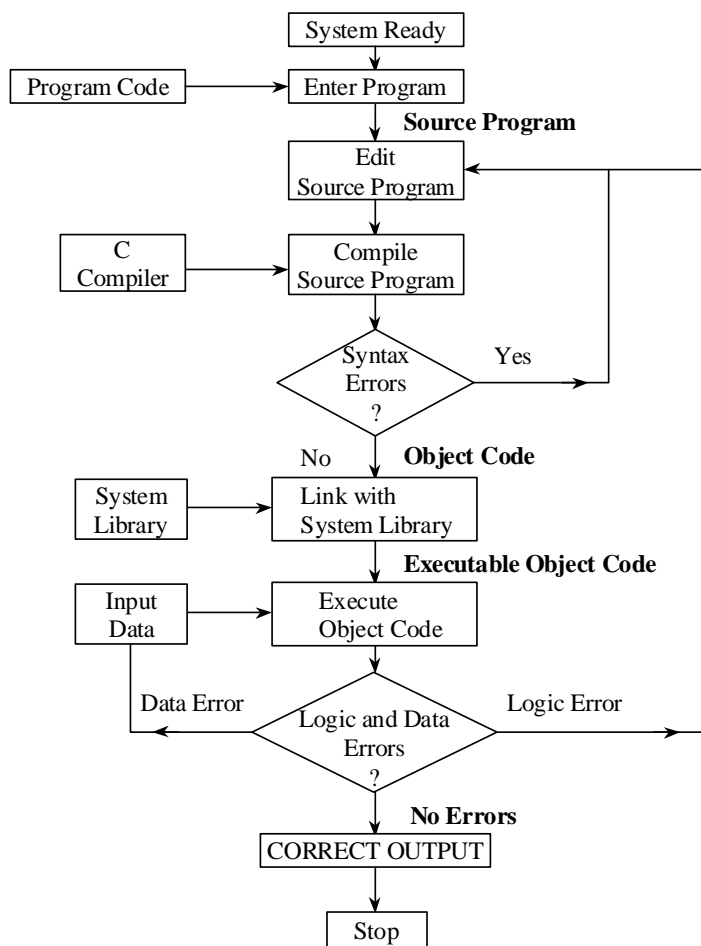 System Ready
Program Code
Enter Program
Source Program
Edit
Source Program
C
Compiler
Compile
Source Program
Syntax
Errors
?
Yes
No
Object Code
System
Library
Link with
System Library
Executable Object Code
Input
Data
Execute
Object Code
Data Error
Logic and Data
Errors
?
Logic Error
No Errors
CORRECT OUTPUT
Stop